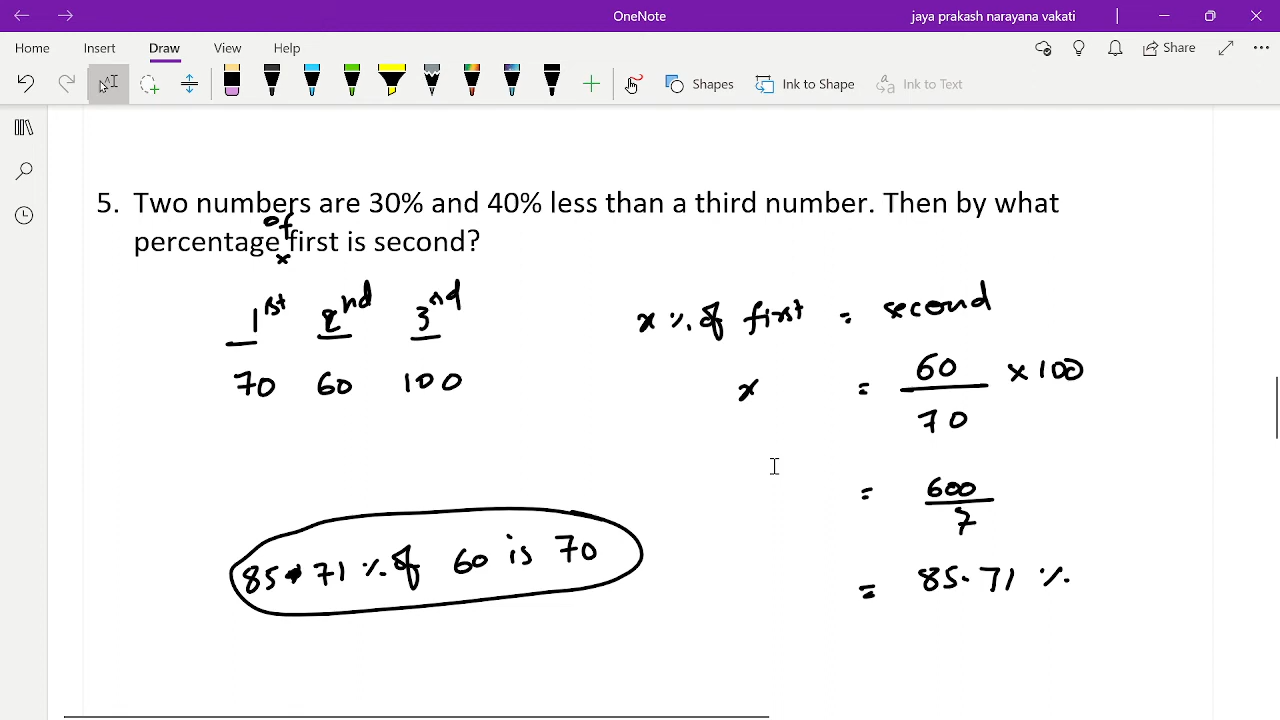 OneNote
jaya prakash narayana vakati
Home Insert Draw View Help
Share
Shapes Ink to Shape Ink to Text
5. Two numbers are 30% and 40% less than a third number. Then by what
of
percentage first is second?
x
1st 2nd 3nd
70 60 100
x % of first = second
x = 60/70 × 100
= 600/7
= 85.71 %
85.71 % of 60 is 70